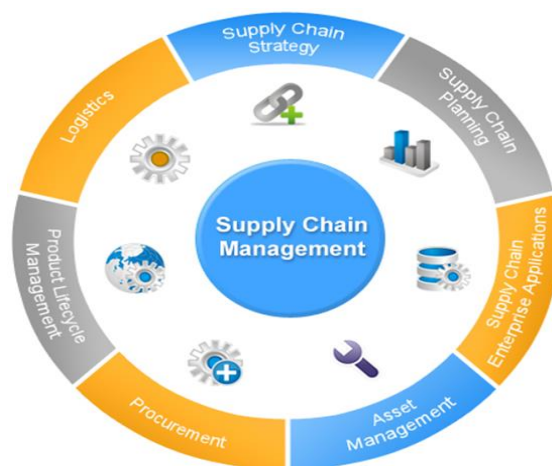 Supply Chain
Strategy
Supply Chain
Planning
Supply Chain
Enterprise Applications
Asset
Management
Procurement
Product Lifecycle
Management
Logistics
Supply Chain
Management